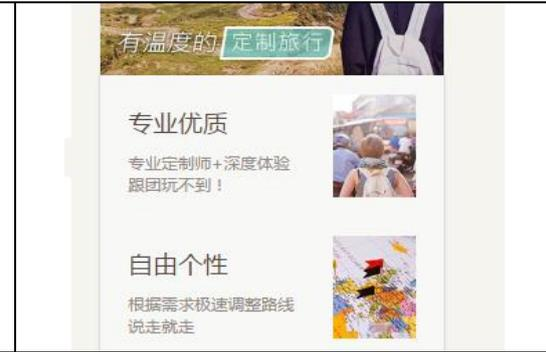 有温度的 定制旅行
专业优质
专业定制师+深度体验
跟团玩不到！
自由个性
根据需求极速调整路线
说走就走